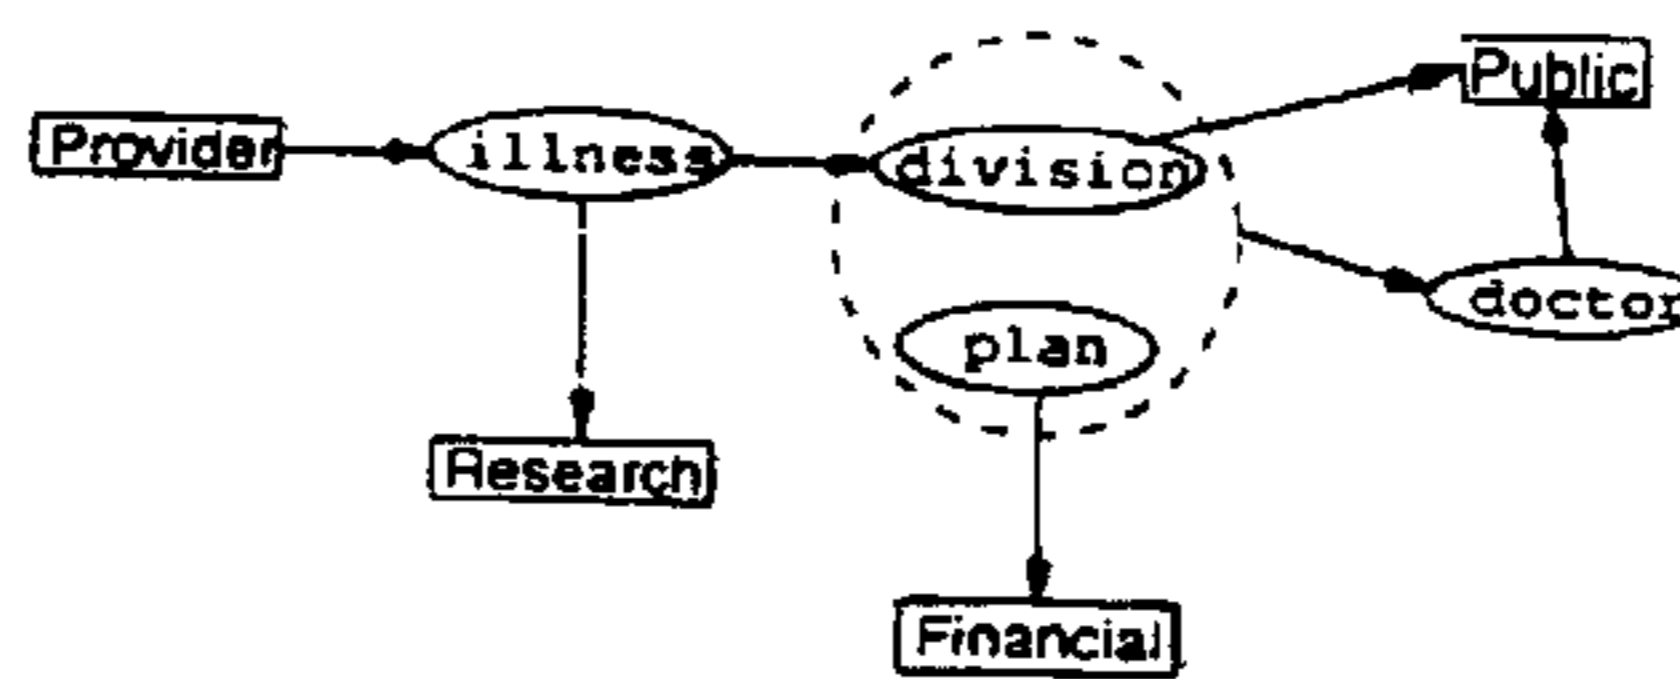 Public
Provider
illness
division
doctor
plan
Research
Financial